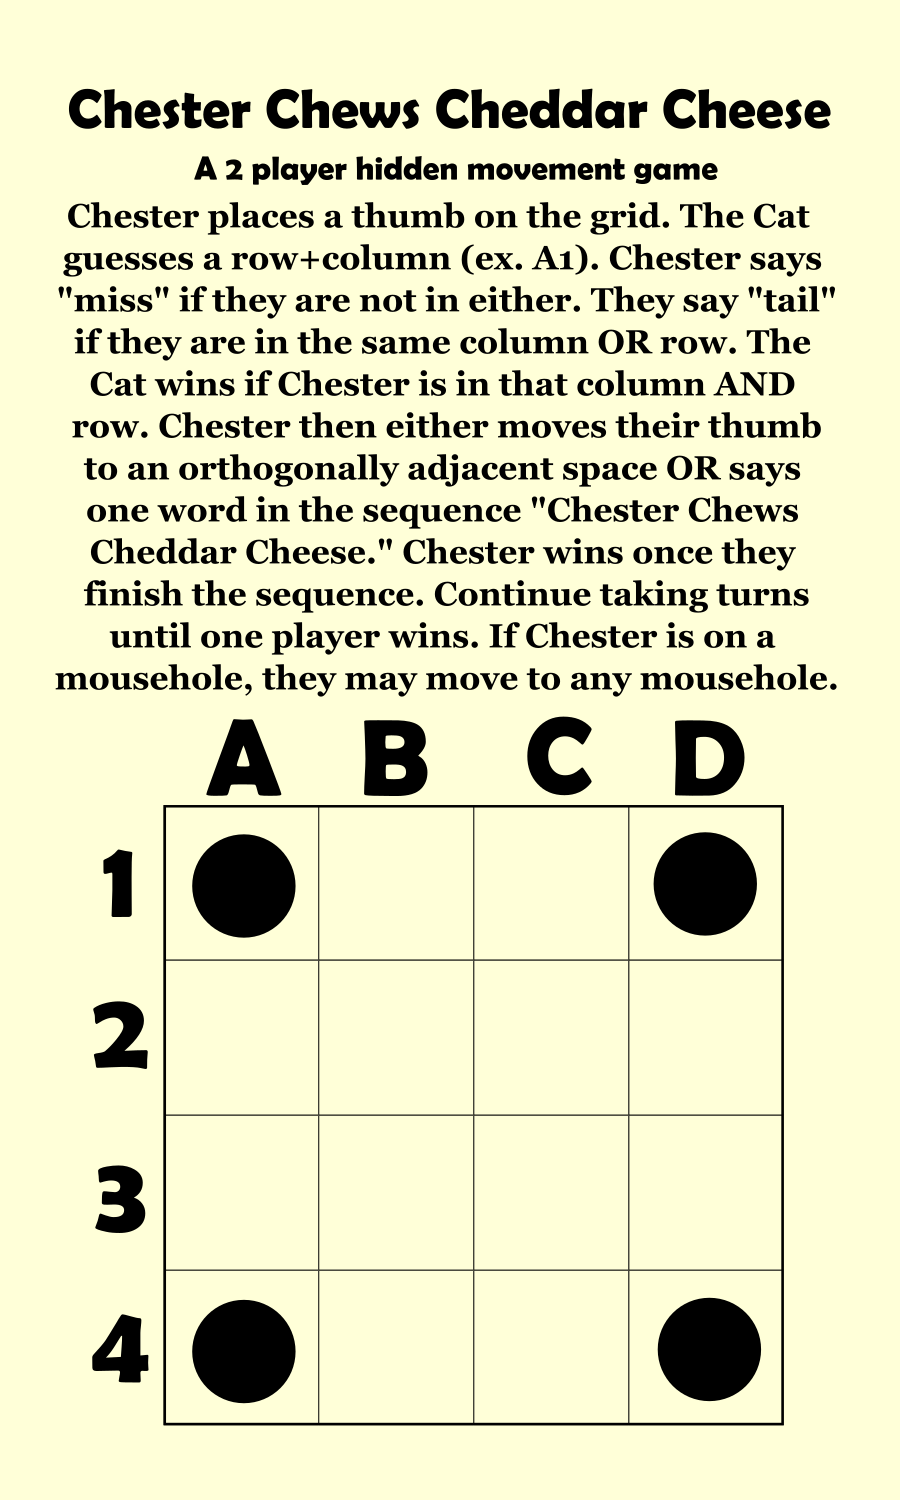 Chester Chews Cheddar Cheese
A 2 player hidden movement game
Chester places a thumb on the grid. The Cat
guesses a row+column (ex. A1). Chester says
"miss" if they are not in either. They say "tail"
if they are in the same column OR row. The
Cat wins if Chester is in that column AND
row. Chester then either moves their thumb
to an orthogonally adjacent space OR says
one word in the sequence "Chester Chews
Cheddar Cheese." Chester wins once they
finish the sequence. Continue taking turns
until one player wins. If Chester is on a
mousehole, they may move to any mousehole.
A B C D
1
2
3
4